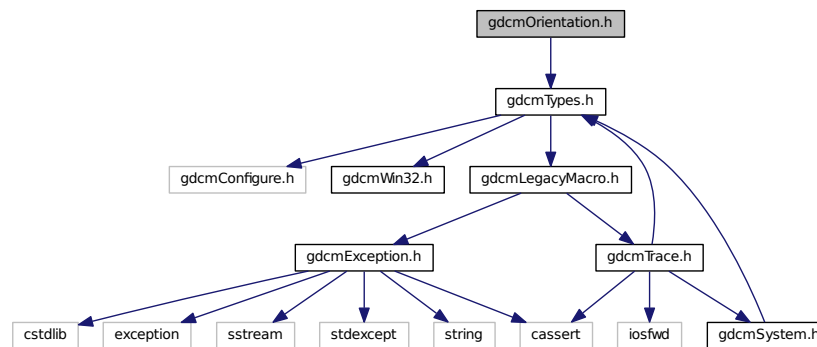 gdcmOrientation.h
gdcmTypes.h
gdcmConfigure.h
gdcmWin32.h
gdcmLegacyMacro.h
gdcmException.h
gdcmTrace.h
cstdlib
exception
sstream
stdexcept
string
cassert
iosfwd
gdcmSystem.h